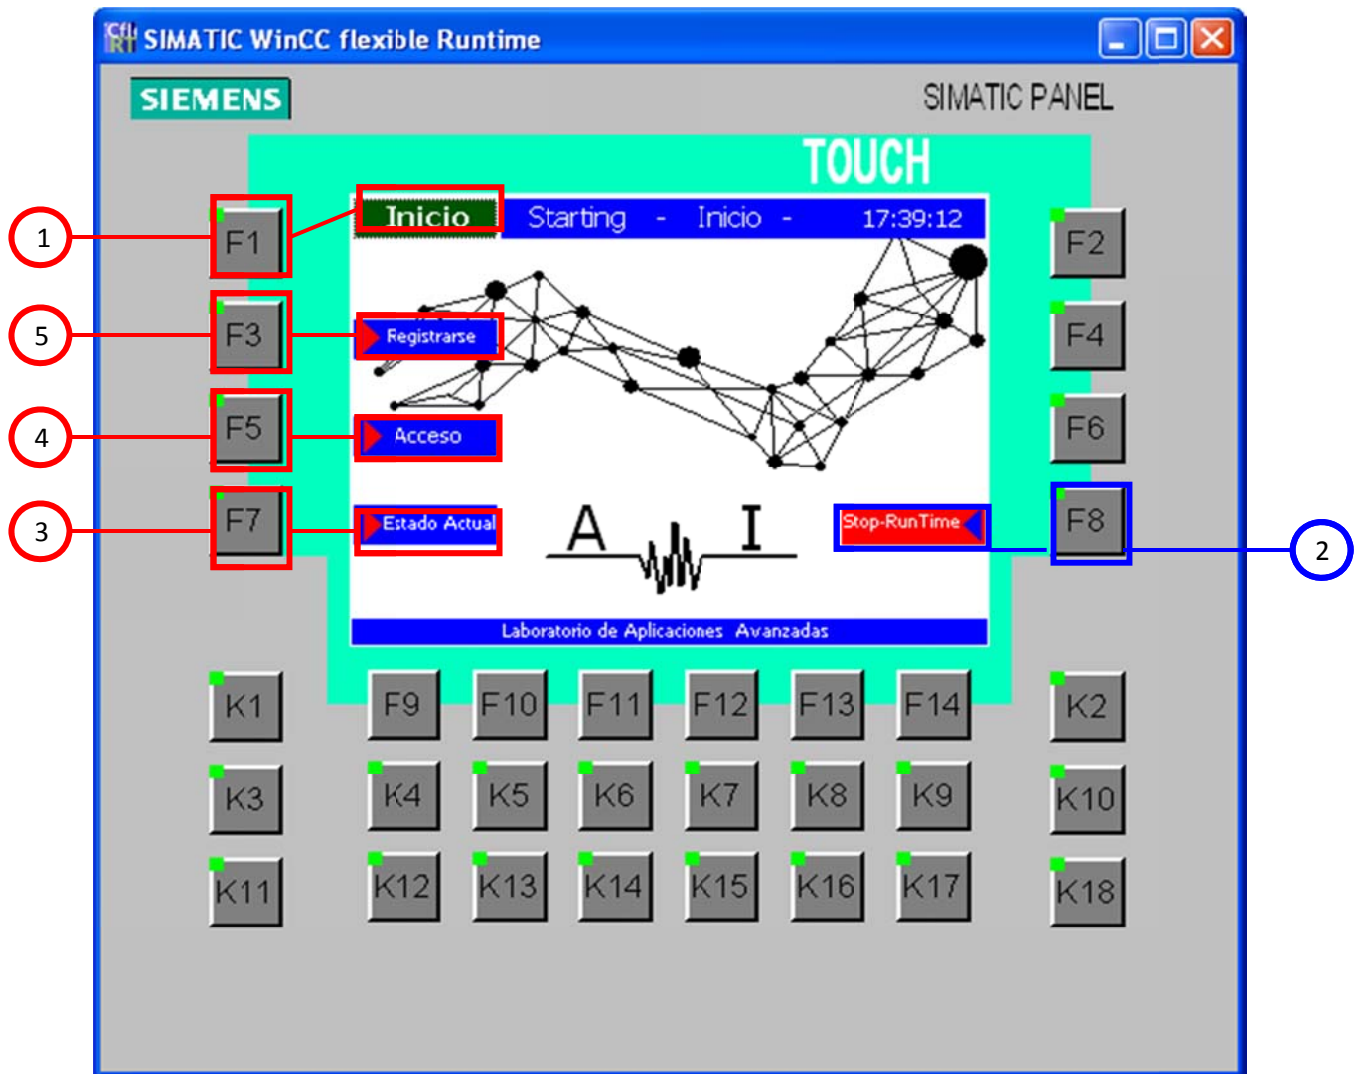 SIMATIC WinCC flexible Runtime
SIEMENS
SIMATIC PANEL
TOUCH
Inicio Starting - Inicio - 17:39:12
1 F1 F2
5 F3 Registrarse F4
4 F5 Acceso F6
3 F7 Estado Actual A I Stop-RunTime F8 2
Laboratorio de Aplicaciones Avanzadas
K1 F9 F10 F11 F12 F13 F14 K2
K3 K4 K5 K6 K7 K8 K9 K10
K11 K12 K13 K14 K15 K16 K17 K18